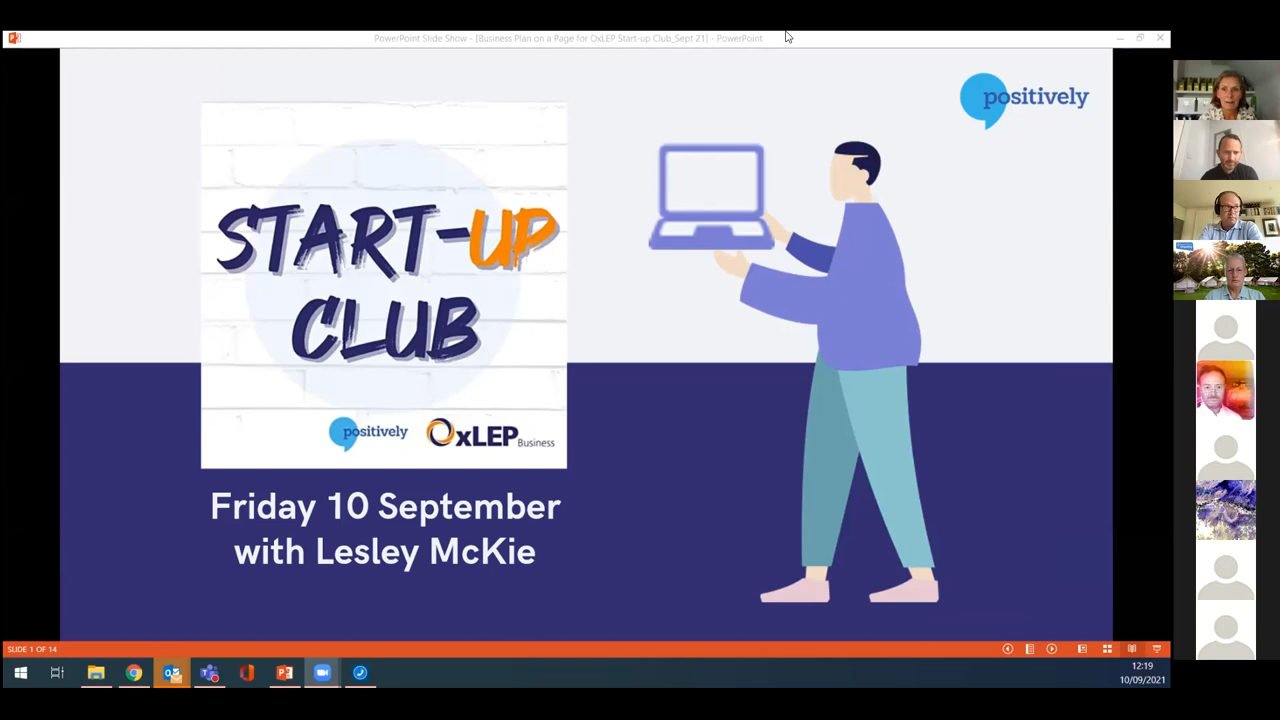 PowerPoint Slide Show - [Business Plan on a Page for OxLEP Start-up Club_Sept 21] - PowerPoint
positively
START-UP
CLUB
positively
OxLEP Business
Friday 10 September
with Lesley McKie
SLIDE 1 OF 14
12:19
10/09/2021